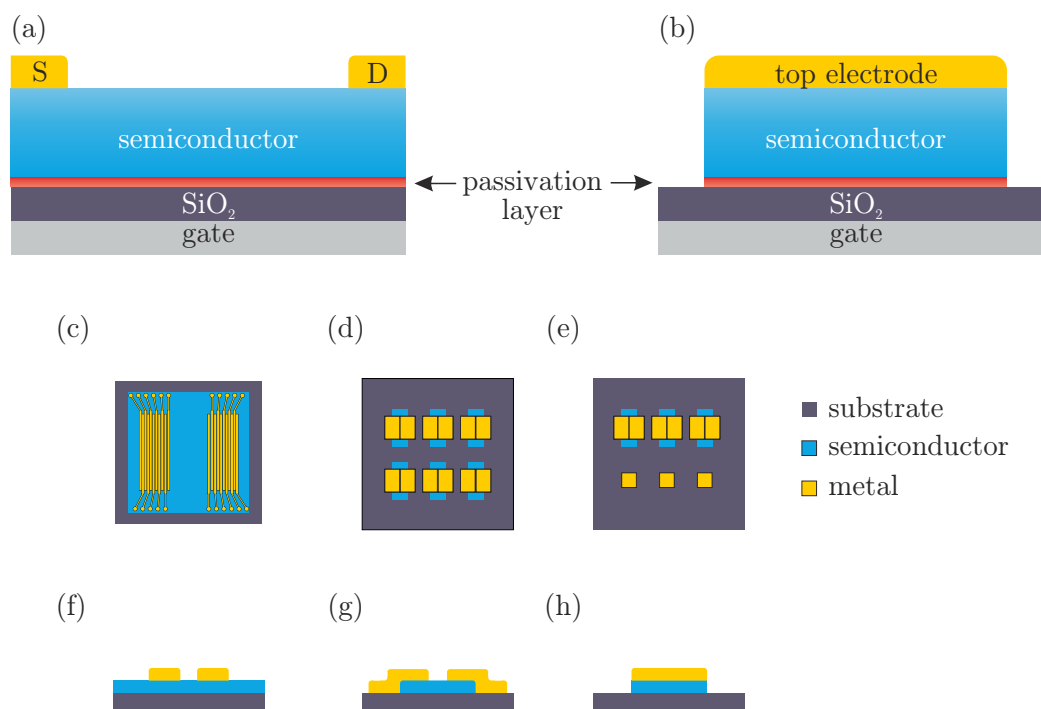 (a)
(b)
S
D
top electrode
semiconductor
semiconductor
passivation
layer
SiO₂
SiO₂
gate
gate
(c)
(d)
(e)
substrate
semiconductor
metal
(f)
(g)
(h)